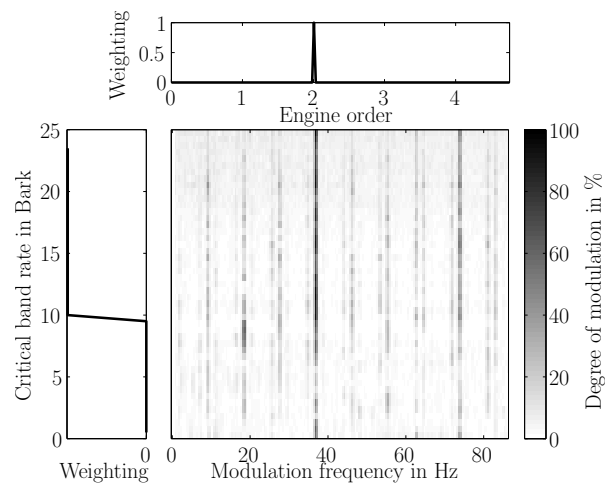 Weighting
1
0.5
0
0 1 2 3 4
Engine order
Critical band rate in Bark
25
20
15
10
5
0
0
Weighting
0 20 40 60 80
Modulation frequency in Hz
100
80
60
40
20
0
Degree of modulation in %